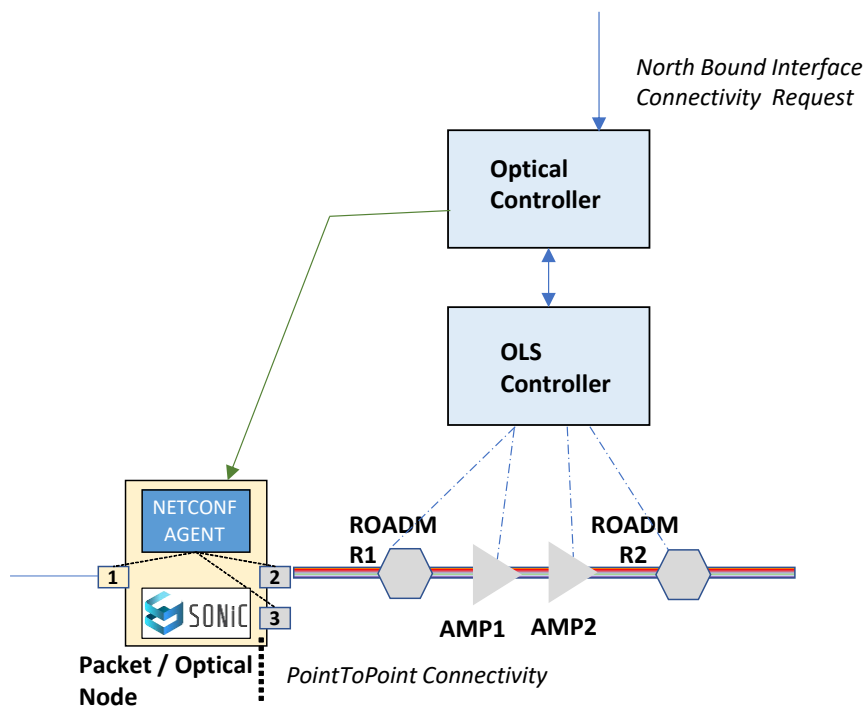 North Bound Interface
Connectivity Request
Optical
Controller
OLS
Controller
NETCONF
AGENT
ROADM
R1
ROADM
R2
1
2
3
SONiC
AMP1
AMP2
Packet / Optical
Node
PointToPoint Connectivity